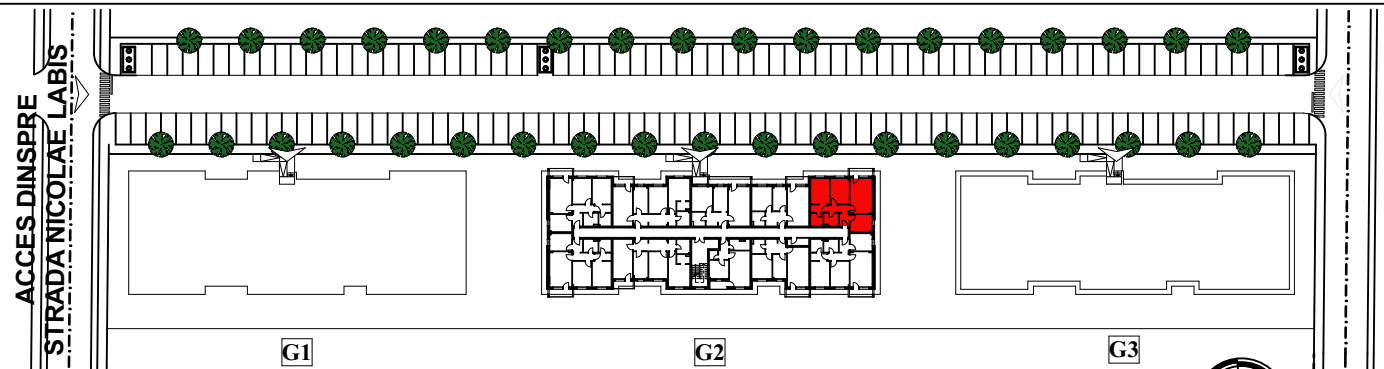 ACCES DINSPRE
STRADA NICOLAE LABIS
G1
G2
G3